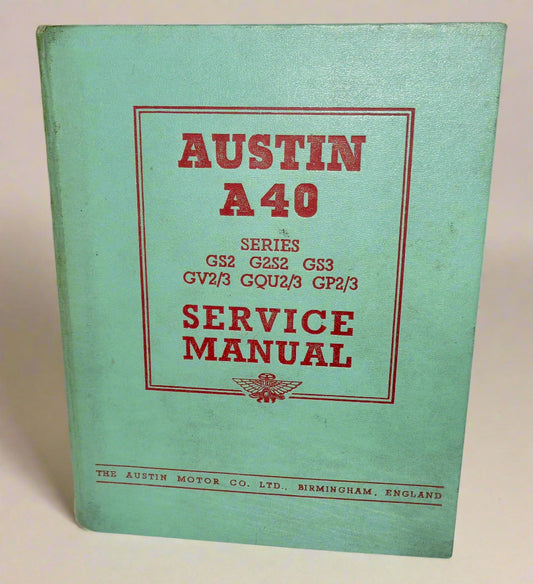 AUSTIN
A40
SERIES
GS2 G2S2 GS3
GV2/3 GQU2/3 GP2/3
SERVICE
MANUAL
THE AUSTIN MOTOR CO. LTD., BIRMINGHAM, ENGLAND